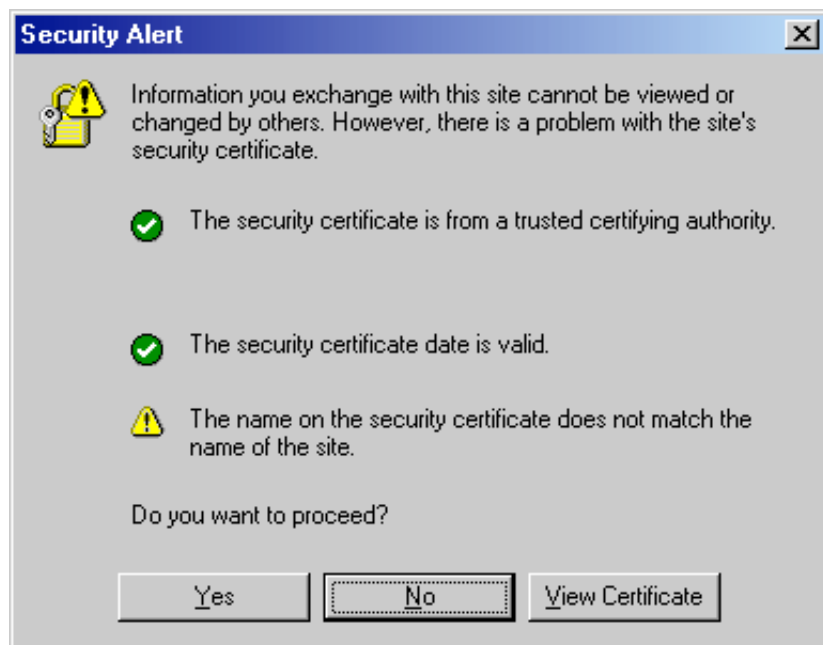 Security Alert
Information you exchange with this site cannot be viewed or
changed by others. However, there is a problem with the site's
security certificate.
The security certificate is from a trusted certifying authority.
The security certificate date is valid.
The name on the security certificate does not match the
name of the site.
Do you want to proceed?
Yes No View Certificate